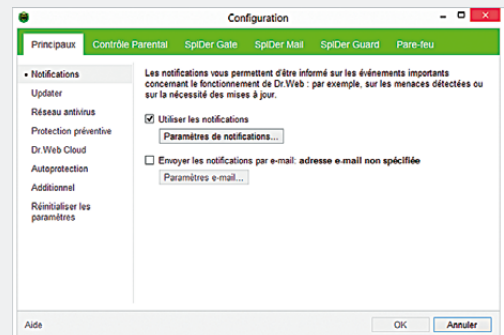 Configuration
Principaux Contrôle Parental SpIDer Gate SpIDer Mail SpIDer Guard Pare-feu
Notifications
Updater
Réseau antivirus
Protection préventive
Dr.Web Cloud
Autoprotection
Additionnel
Réinitialiser les
paramètres
Les notifications vous permettent d'être informé sur les événements importants
concernant le fonctionnement de Dr.Web : par exemple, sur les menaces détectées ou
sur la nécessité des mises à jour.
Utiliser les notifications
Paramètres de notifications...
Envoyer les notifications par e-mail: adresse e-mail non spécifiée
Paramètres e-mail...
Aide OK Annuler